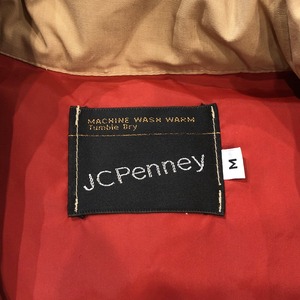 MACHINE WASH WARM
Tumble Dry
JCPenney
M